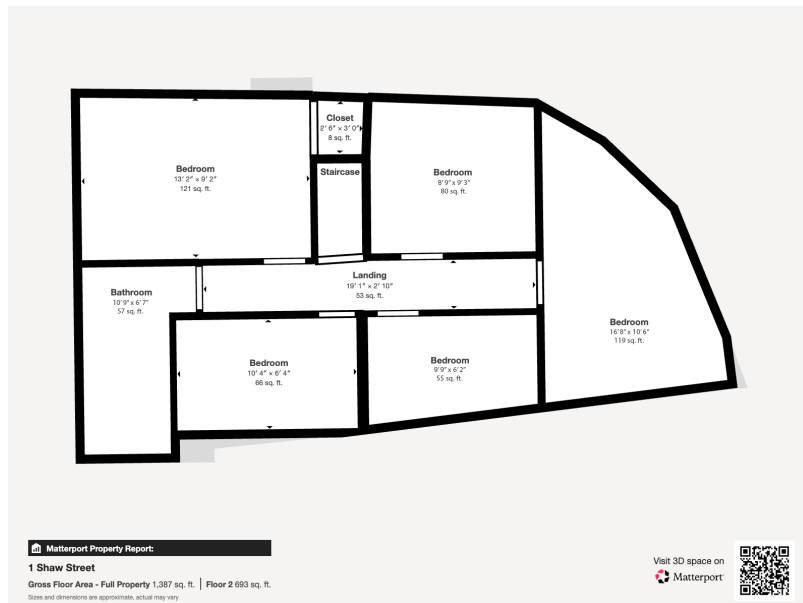 Closet
2' 6" × 3' 0"
8 sq. ft.
Bedroom
13' 2" × 9' 2"
121 sq. ft.
Staircase
Bedroom
8' 9" x 9' 3"
80 sq. ft.
Landing
19' 1" × 2' 10"
53 sq. ft.
Bathroom
10' 9" x 6' 7"
57 sq. ft.
Bedroom
16'8" x 10'6"
119 sq. ft.
Bedroom
10' 4" × 6' 4"
66 sq. ft.
Bedroom
9'9" x 6'2"
55 sq. ft.
Matterport Property Report:
1 Shaw Street
Gross Floor Area - Full Property 1,387 sq. ft. | Floor 2 693 sq. ft.
Sizes and dimensions are approximate, actual may vary
Visit 3D space on
Matterport